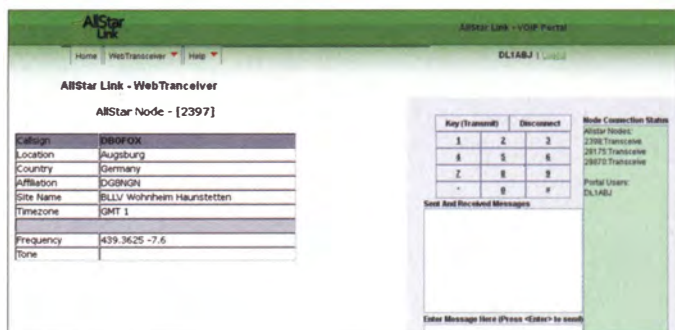 AllStar
Link
AllStar Link - VOIP Portal
Home
WebTransceiver
Help
DL1ABJ |
AllStar Link - WebTranceiver
AllStar Node - [2397]
Callsign
DB0FOX
Location
Augsburg
Country
Germany
Affiliation
DG8NGN
Site Name
BLLV Wohnheim Haunstetten
Timezone
GMT 1
Frequency
439.3625 -7.6
Tone
Key (Transmit)
Disconnect
1 2 3
4 5 6
7 8 9
* 0 #
Sent And Received Messages
Enter Message Here (Press <Enter> to send)
Node Connection Status
Allstar Nodes:
2398:Transceive
28175:Transceive
Portal Users:
DL1ABJ